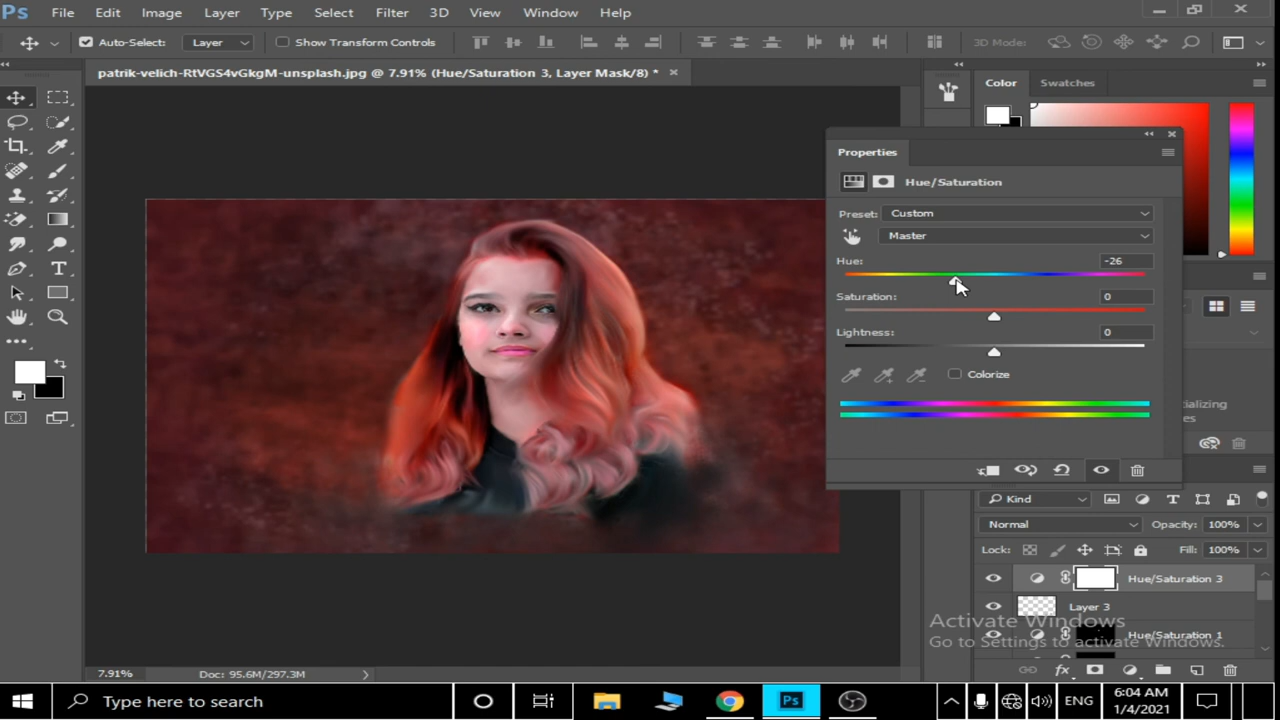 Ps File Edit Image Layer Type Select Filter 3D View Window Help
Auto-Select: Layer Show Transform Controls 3D Mode:
patrik-velich-RtVGS4vGkgM-unsplash.jpg @ 7.91% (Hue/Saturation 3, Layer Mask/8) *
Color Swatches
Properties
Hue/Saturation
Preset: Custom
Master
Hue: -26
Saturation: 0
Lightness: 0
Colorize
Kind
Normal Opacity: 100%
Lock: Fill: 100%
Hue/Saturation 3
Layer 3
Hue/Saturation 1
Activate Windows
Go to Settings to activate Windows.
7.91% Doc: 95.6M/297.3M
Type here to search
Ps
ENG
6:04 AM
1/4/2021